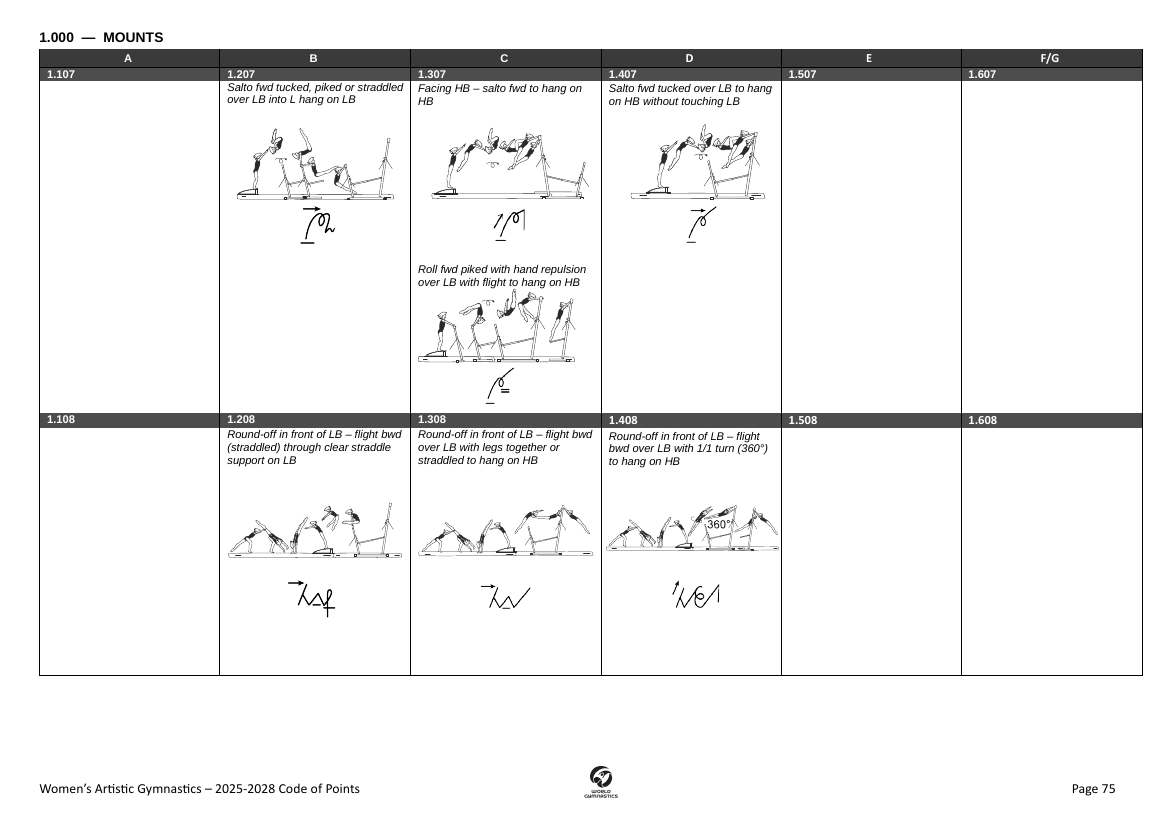 1.000 — MOUNTS
A B C D E F/G
1.107 1.207 1.307 1.407 1.507 1.607
Salto fwd tucked, piked or straddled
over LB into L hang on LB
Facing HB – salto fwd to hang on
HB
Salto fwd tucked over LB to hang
on HB without touching LB
Roll fwd piked with hand repulsion
over LB with flight to hang on HB
1.108 1.208 1.308 1.408 1.508 1.608
Round-off in front of LB – flight bwd
(straddled) through clear straddle
support on LB
Round-off in front of LB – flight bwd
over LB with legs together or
straddled to hang on HB
Round-off in front of LB – flight
bwd over LB with 1/1 turn (360°)
to hang on HB
360°
Women's Artistic Gymnastics – 2025-2028 Code of Points
WORLD
GYMNASTICS
Page 75